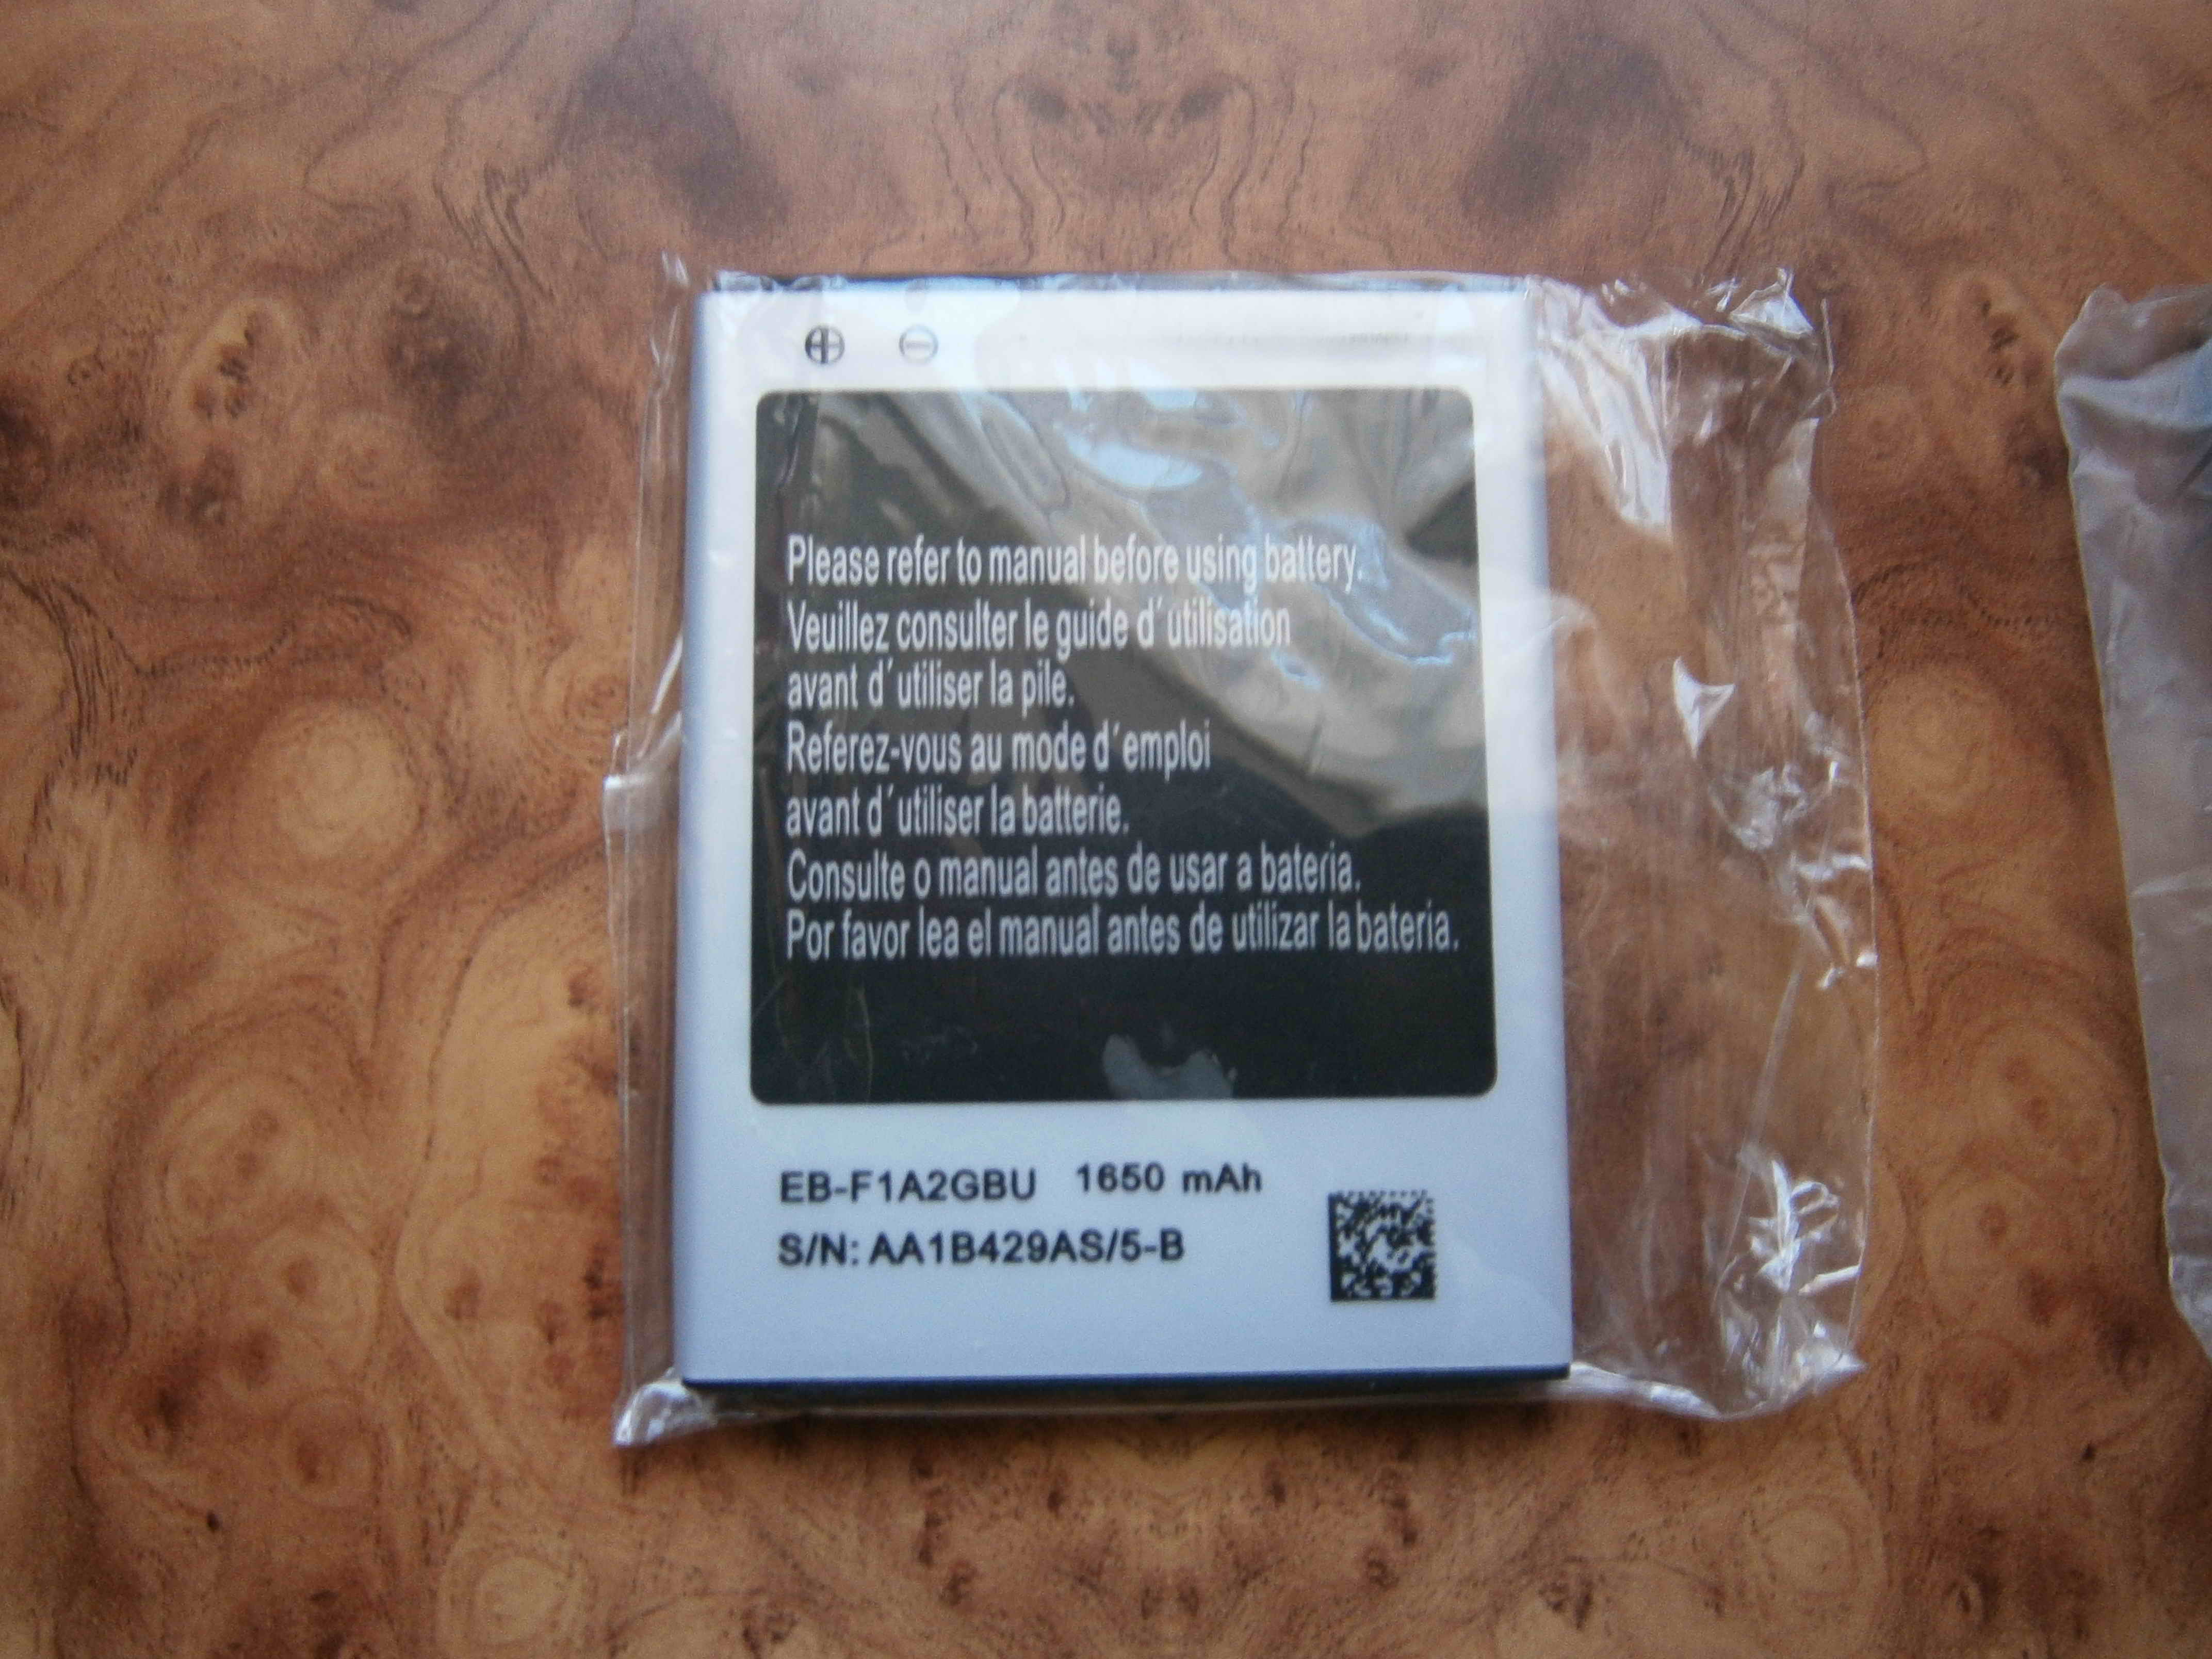 Please refer to manual before using battery.
Veuillez consulter le guide d´utilisation
avant d´utiliser la pile.
Referez-vous au mode d´emploi
avant d´utiliser la batterie.
Consulte o manual antes de usar a bateria.
Por favor lea el manual antes de utilizar la bateria.
EB-F1A2GBU 1650 mAh
S/N: AA1B429AS/5-B